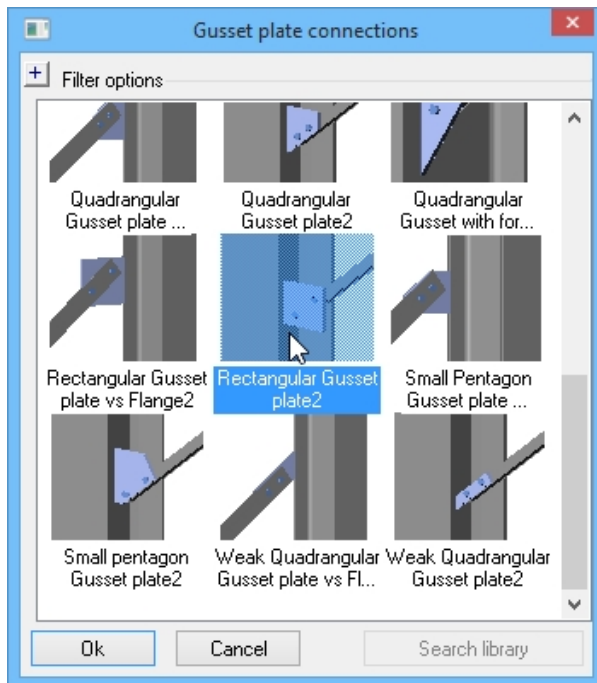 Gusset plate connections
+ Filter options
Quadrangular Quadrangular Quadrangular
Gusset plate ... Gusset plate2 Gusset with for...
Rectangular Gusset Rectangular Gusset Small Pentagon
plate vs Flange2 plate2 Gusset plate ...
Small pentagon Weak Quadrangular Weak Quadrangular
Gusset plate2 Gusset plate vs Fl... Gusset plate2
Ok Cancel Search library